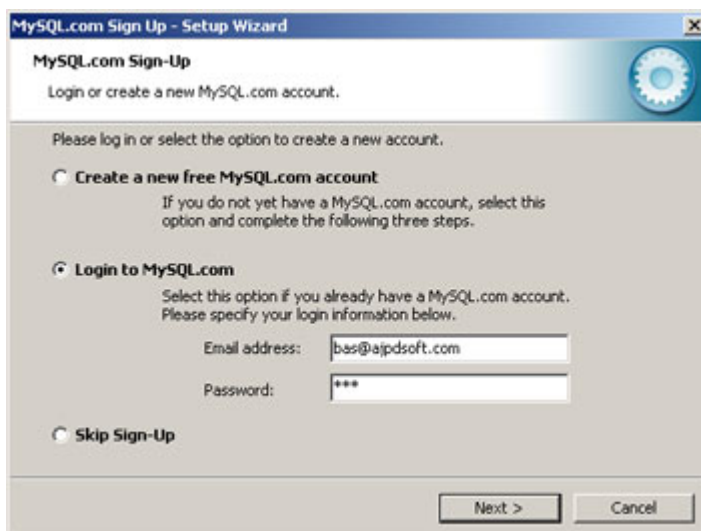 MySQL.com Sign Up - Setup Wizard
MySQL.com Sign-Up
Login or create a new MySQL.com account.
Please log in or select the option to create a new account.
Create a new free MySQL.com account
If you do not yet have a MySQL.com account, select this
option and complete the following three steps.
Login to MySQL.com
Select this option if you already have a MySQL.com account.
Please specify your login information below.
Email address: bas@ajpdsoft.com
Password: ***
Skip Sign-Up
Next > Cancel